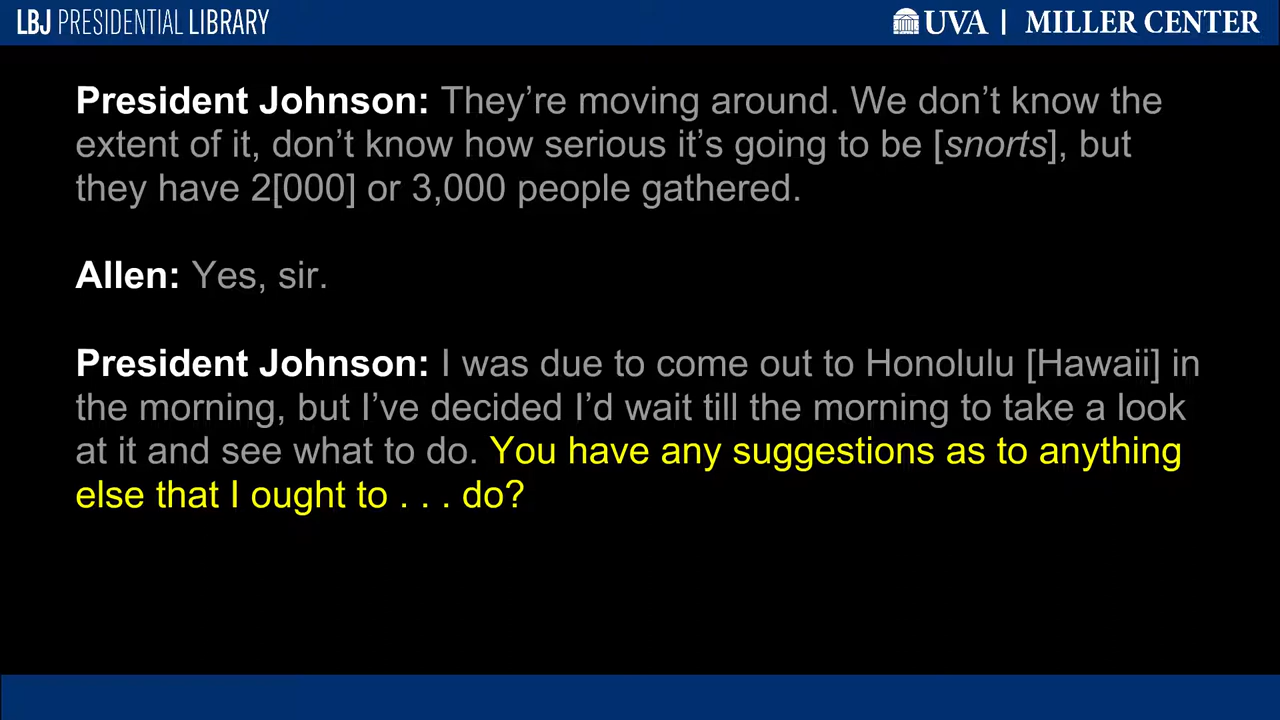 LBJ PRESIDENTIAL LIBRARY
UVA | MILLER CENTER
President Johnson: They’re moving around. We don’t know the
extent of it, don’t know how serious it’s going to be [snorts], but
they have 2[000] or 3,000 people gathered.
Allen: Yes, sir.
President Johnson: I was due to come out to Honolulu [Hawaii] in
the morning, but I’ve decided I’d wait till the morning to take a look
at it and see what to do. You have any suggestions as to anything
else that I ought to . . . do?